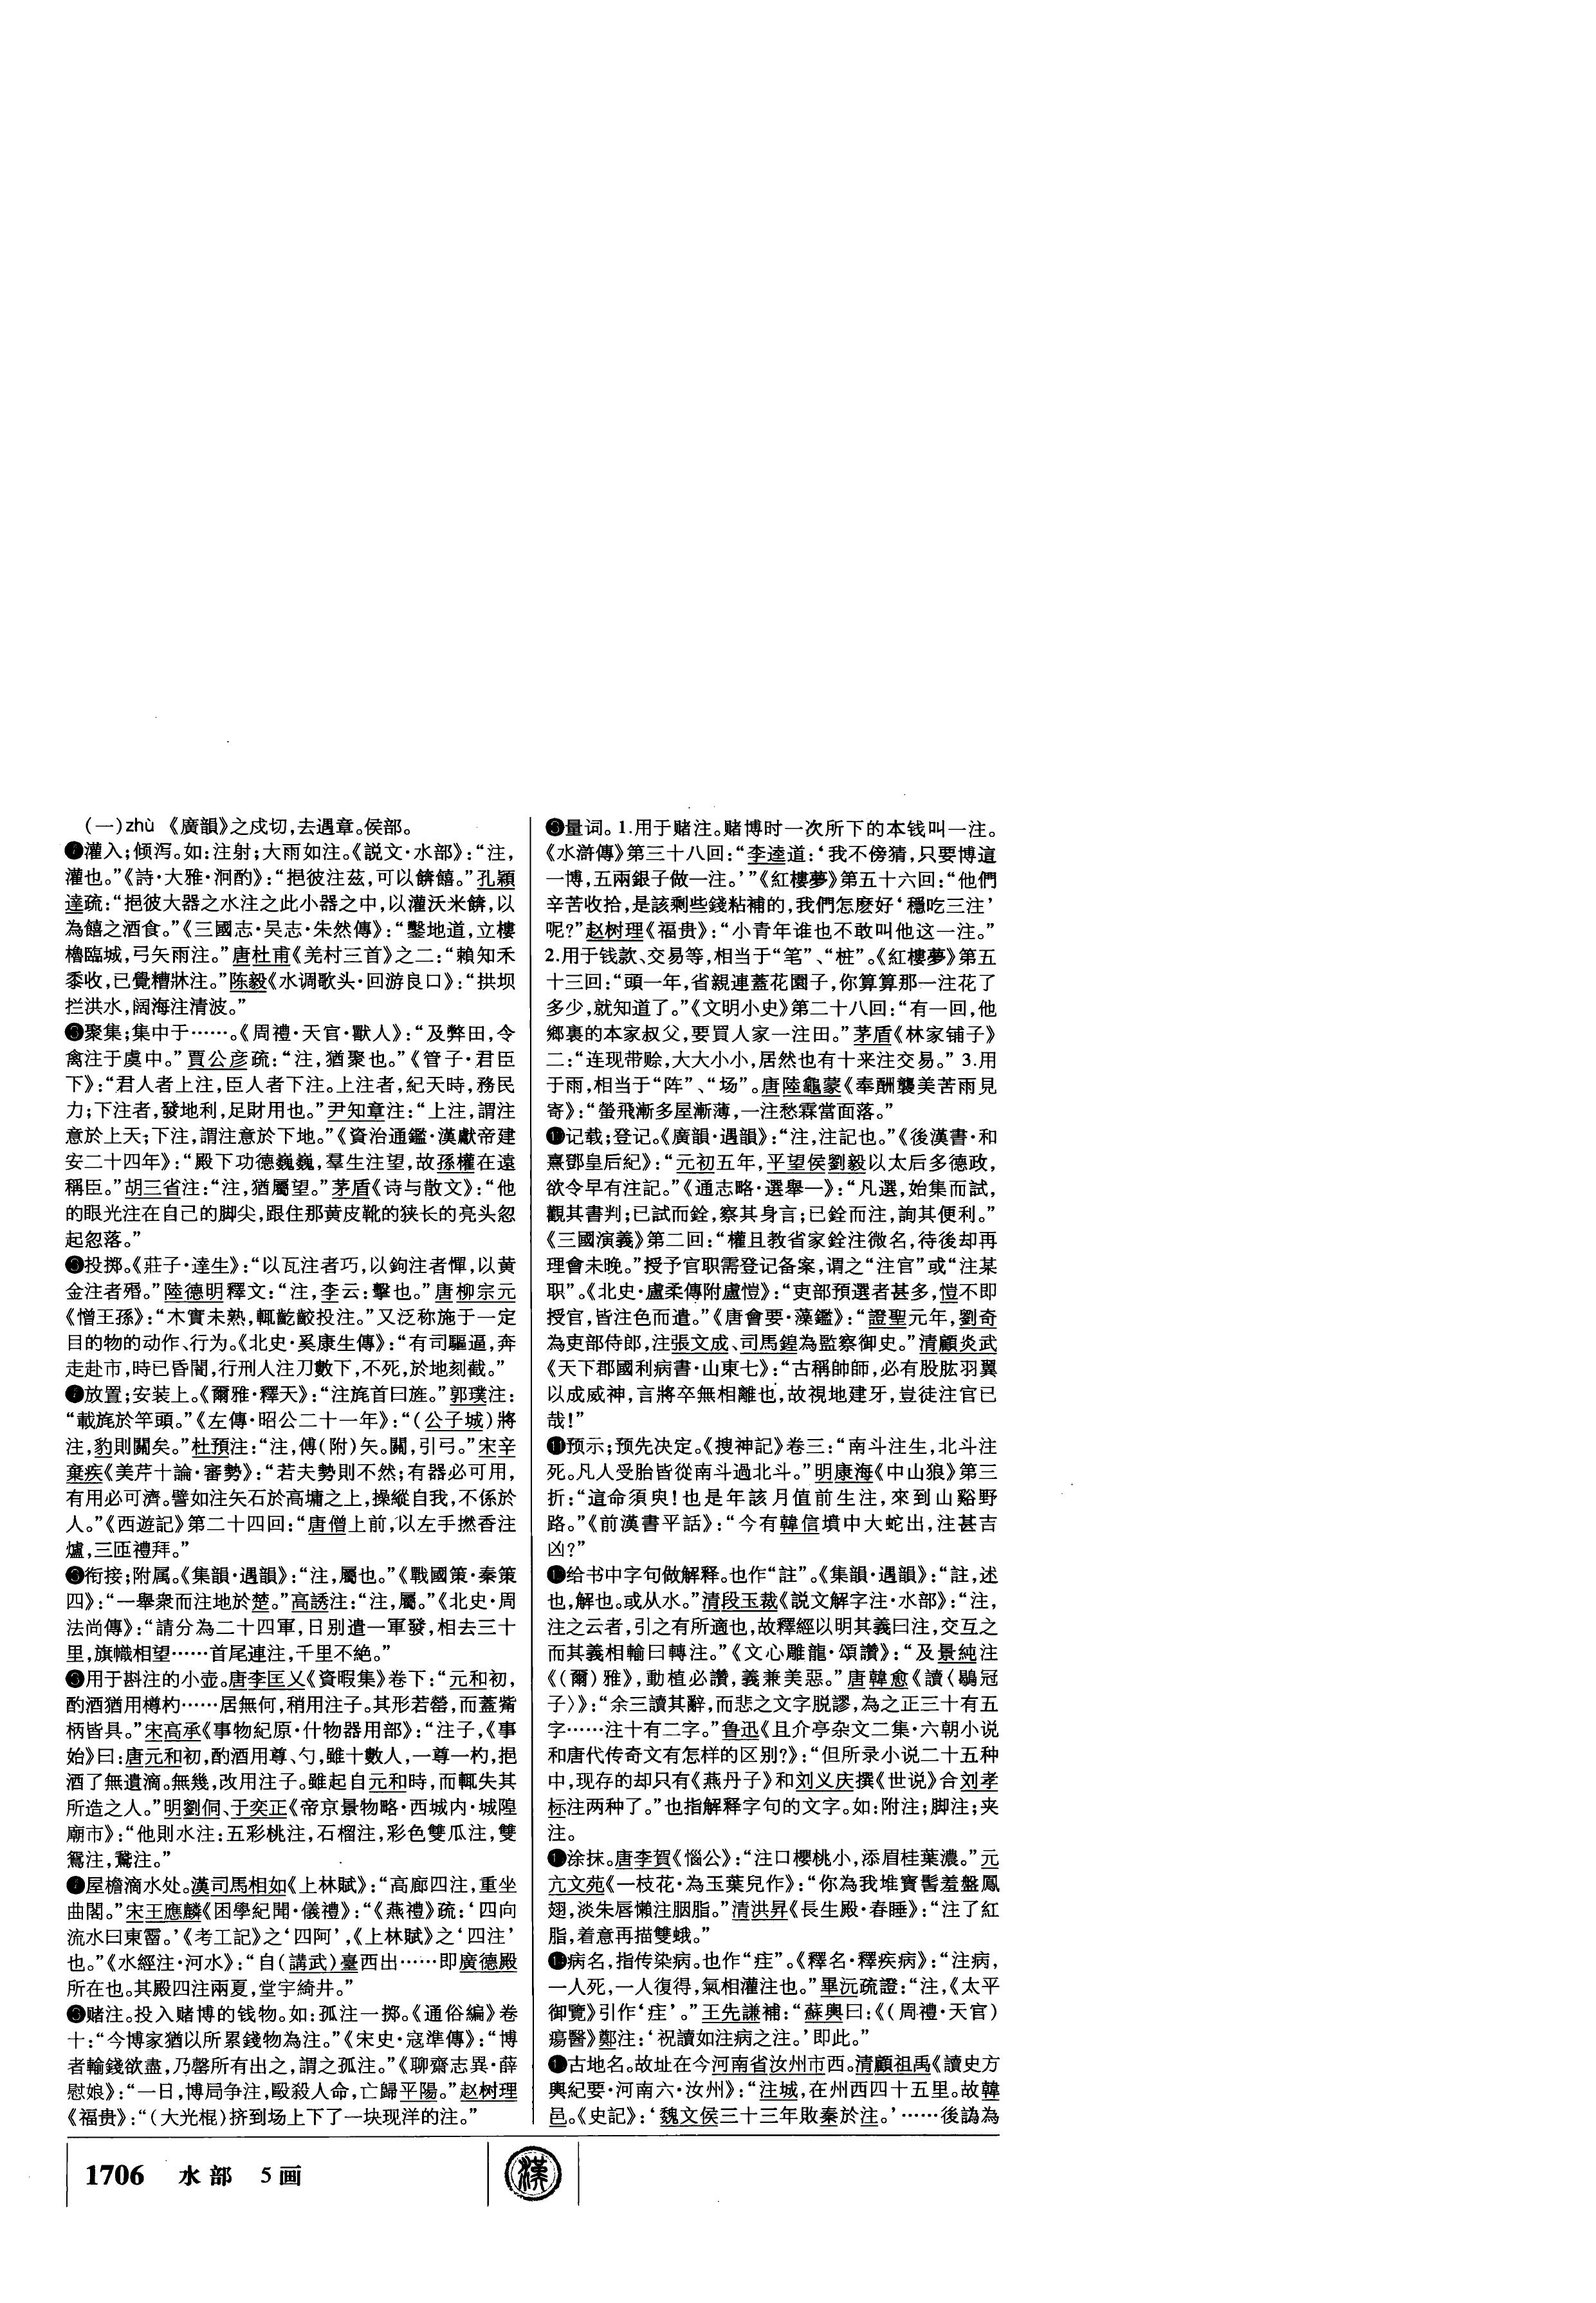 (一)zhù 《廣韻》之戍切,去遇章。侯部。
❶灌入;倾泻。如:注射;大雨如注。《説文·水部》:“注,
灌也。”《詩·大雅·泂酌》:“挹彼注茲,可以餴饎。”孔穎
達疏:“挹彼大器之水注之此小器之中,以灌沃米餴,以
為饎之酒食。”《三國志·吴志·朱然傳》:“鑿地道,立樓
櫓臨城,弓矢雨注。”唐杜甫《羌村三首》之二:“賴知禾
黍收,已覺糟牀注。”陈毅《水调歌头·回游良口》:“拱坝
拦洪水,阔海注清波。”
❷聚集;集中于……。《周禮·天官·獸人》:“及弊田,令
禽注于虞中。”賈公彦疏:“注,猶聚也。”《管子·君臣
下》:“君人者上注,臣人者下注。上注者,紀天時,務民
力;下注者,發地利,足財用也。”尹知章注:“上注,謂注
意於上天;下注,謂注意於下地。”《資治通鑑·漢獻帝建
安二十四年》:“殿下功德巍巍,羣生注望,故孫權在遠
稱臣。”胡三省注:“注,猶屬望。”茅盾《诗与散文》:“他
的眼光注在自己的脚尖,跟住那黄皮靴的狭长的亮头忽
起忽落。”
❸投掷。《莊子·達生》:“以瓦注者巧,以鉤注者憚,以黄
金注者殙。”陸德明釋文:“注,李云:擊也。”唐柳宗元
《憎王孫》:“木實未熟,輒齕齩投注。”又泛称施于一定
目的物的动作、行为。《北史·奚康生傳》:“有司驅逼,奔
走赴市,時已昏闇,行刑人注刀數下,不死,於地刻截。”
❹放置;安装上。《爾雅·釋天》:“注旄首曰旌。”郭璞注:
“載旄於竿頭。”《左傳·昭公二十一年》:“(公子城)將
注,豹則關矣。”杜預注:“注,傅(附)矢。關,引弓。”宋辛
棄疾《美芹十論·審勢》:“若夫勢則不然;有器必可用,
有用必可濟。譬如注矢石於高墉之上,操縱自我,不係於
人。”《西遊記》第二十四回:“唐僧上前,以左手撚香注
爐,三匝禮拜。”
❺衔接;附属。《集韻·遇韻》:“注,屬也。”《戰國策·秦策
四》:“一舉衆而注地於楚。”高誘注:“注,屬。”《北史·周
法尚傳》:“請分為二十四軍,日别遣一軍發,相去三十
里,旗幟相望……首尾連注,千里不絶。”
❻用于斟注的小壶。唐李匡乂《資暇集》卷下:“元和初,
酌酒猶用樽杓……居無何,稍用注子。其形若罃,而蓋觜
柄皆具。”宋高承《事物紀原·什物器用部》:“注子,《事
始》曰:唐元和初,酌酒用尊、勺,雖十數人,一尊一杓,挹
酒了無遺滴。無幾,改用注子。雖起自元和時,而輒失其
所造之人。”明劉侗、于奕正《帝京景物略·西城内·城隍
廟市》:“他則水注:五彩桃注,石榴注,彩色雙瓜注,雙
鴛注,鵞注。”
❼屋檐滴水处。漢司馬相如《上林賦》:“高廊四注,重坐
曲閣。”宋王應麟《困學紀聞·儀禮》:“《燕禮》疏:‘四向
流水曰東霤。’《考工記》之‘四阿’,《上林賦》之‘四注’
也。”《水經注·河水》:“自(講武)臺西出……即廣德殿
所在也。其殿四注兩夏,堂宇綺井。”
❽赌注。投入赌博的钱物。如:孤注一掷。《通俗編》卷
十:“今博家猶以所累錢物為注。”《宋史·寇準傳》:“博
者輸錢欲盡,乃罄所有出之,謂之孤注。”《聊齋志異·薛
慰娘》:“一日,博局争注,毆殺人命,亡歸平陽。”赵树理
《福贵》:“(大光棍)挤到场上下了一块现洋的注。”
❾量词。1.用于赌注。赌博时一次所下的本钱叫一注。
《水滸傳》第三十八回:“李逵道:‘我不傍猜,只要博這
一博,五兩銀子做一注。’”《紅樓夢》第五十六回:“他們
辛苦收拾,是該剩些錢粘補的,我們怎麽好‘穩吃三注’
呢?”赵树理《福贵》:“小青年谁也不敢叫他这一注。”
2.用于钱款、交易等,相当于“笔”、“桩”。《紅樓夢》第五
十三回:“頭一年,省親連蓋花園子,你算算那一注花了
多少,就知道了。”《文明小史》第二十八回:“有一回,他
鄉裏的本家叔父,要買人家一注田。”茅盾《林家铺子》
二:“连现带赊,大大小小,居然也有十来注交易。” 3.用
于雨,相当于“阵”、“场”。唐陸龜蒙《奉酬襲美苦雨見
寄》:“螢飛漸多屋漸薄,一注愁霖當面落。”
❿记载;登记。《廣韻·遇韻》:“注,注記也。”《後漢書·和
熹鄧皇后紀》:“元初五年,平望侯劉毅以太后多德政,
欲令早有注記。”《通志略·選舉一》:“凡選,始集而試,
觀其書判;已試而銓,察其身言;已銓而注,詢其便利。”
《三國演義》第二回:“權且教省家銓注微名,待後却再
理會未晚。”授予官职需登记备案,谓之“注官”或“注某
职”。《北史·盧柔傳附盧愷》:“吏部預選者甚多,愷不即
授官,皆注色而遣。”《唐會要·藻鑑》:“證聖元年,劉奇
為吏部侍郎,注張文成、司馬鍠為監察御史。”清顧炎武
《天下郡國利病書·山東七》:“古稱帥師,必有股肱羽翼
以成威神,言將卒無相離也,故視地建牙,豈徒注官已
哉!”
⓫预示;预先决定。《搜神記》卷三:“南斗注生,北斗注
死。凡人受胎皆從南斗過北斗。”明康海《中山狼》第三
折:“這命須臾!也是年該月值前生注,來到山谿野
路。”《前漢書平話》:“今有韓信墳中大蛇出,注甚吉
凶?”
⓬给书中字句做解释。也作“註”。《集韻·遇韻》:“註,述
也,解也。或从水。”清段玉裁《説文解字注·水部》:“注,
注之云者,引之有所適也,故釋經以明其義曰注,交互之
而其義相輸曰轉注。”《文心雕龍·頌讚》:“及景純注
《(爾)雅》,動植必讚,義兼美惡。”唐韓愈《讀〈鶡冠
子〉》:“余三讀其辭,而悲之文字脱謬,為之正三十有五
字……注十有二字。”鲁迅《且介亭杂文二集·六朝小说
和唐代传奇文有怎样的区别?》:“但所录小说二十五种
中,现存的却只有《燕丹子》和刘义庆撰《世说》合刘孝
标注两种了。”也指解释字句的文字。如:附注;脚注;夹
注。
⓭涂抹。唐李賀《惱公》:“注口櫻桃小,添眉桂葉濃。”元
亢文苑《一枝花·為玉葉兒作》:“你為我堆寶髻羞盤鳳
翅,淡朱唇懶注胭脂。”清洪昇《長生殿·春睡》:“注了紅
脂,着意再描雙蛾。”
⓮病名,指传染病。也作“疰”。《釋名·釋疾病》:“注病,
一人死,一人復得,氣相灌注也。”畢沅疏證:“注,《太平
御覽》引作‘疰’。”王先謙補:“蘇輿曰:《(周禮·天官)
瘍醫》鄭注:‘祝讀如注病之注。’即此。”
⓯古地名。故址在今河南省汝州市西。清顧祖禹《讀史方
輿紀要·河南六·汝州》:“注城,在州西四十五里。故韓
邑。《史記》:‘魏文侯三十三年敗秦於注。’……後譌為
1706 水部 5画
漢